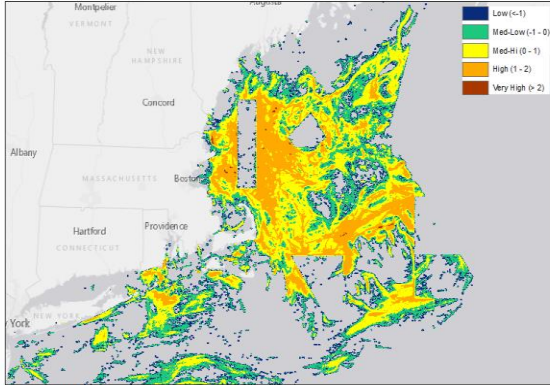 Montpelier
Augusta
VERMONT
NEW
HAMPSHIRE
Concord
Albany
MASSACHUSETTS
Boston
Hartford
Providence
CONNECTICUT
NEW YORK
York
Low (<-1)
Med-Low (-1 - 0)
Med-Hi (0 - 1)
High (1 - 2)
Very High (> 2)